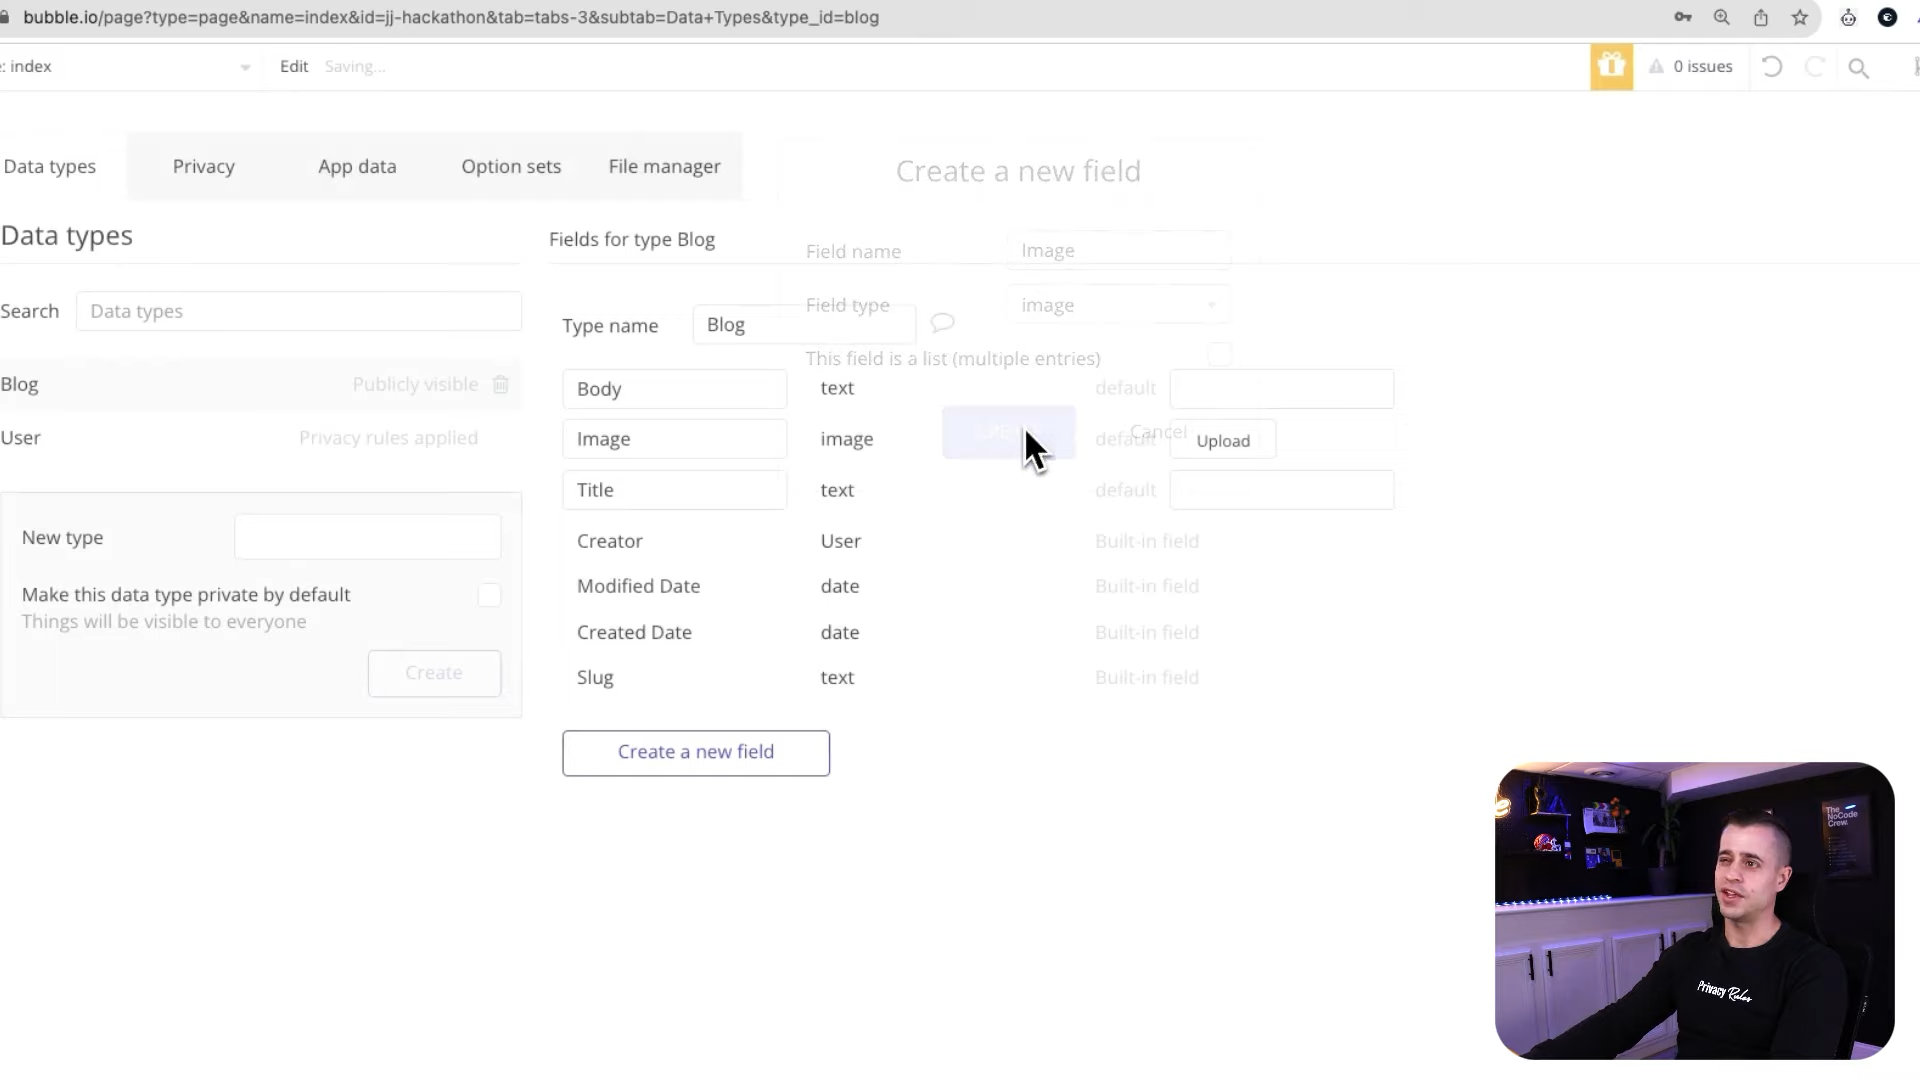 bubble.io/page?type=page&name=index&id=jj-hackathon&tab=tabs-3&subtab=Data+Types&type_id=blog
: index
Edit
Saving...
0 issues
Data types
Privacy
App data
Option sets
File manager
Create a new field
Data types
Fields for type Blog
Field name
Image
Search
Data types
Type name
Blog
Field type
image
This field is a list (multiple entries)
Blog
Publicly visible
Body
text
default
User
Privacy rules applied
Image
image
default
Cancel
Upload
Title
text
default
New type
Creator
User
Built-in field
Make this data type private by default
Things will be visible to everyone
Modified Date
date
Built-in field
Created Date
date
Built-in field
Create
Slug
text
Built-in field
Create a new field
The
NoCode
Crew.
Privacy Rules